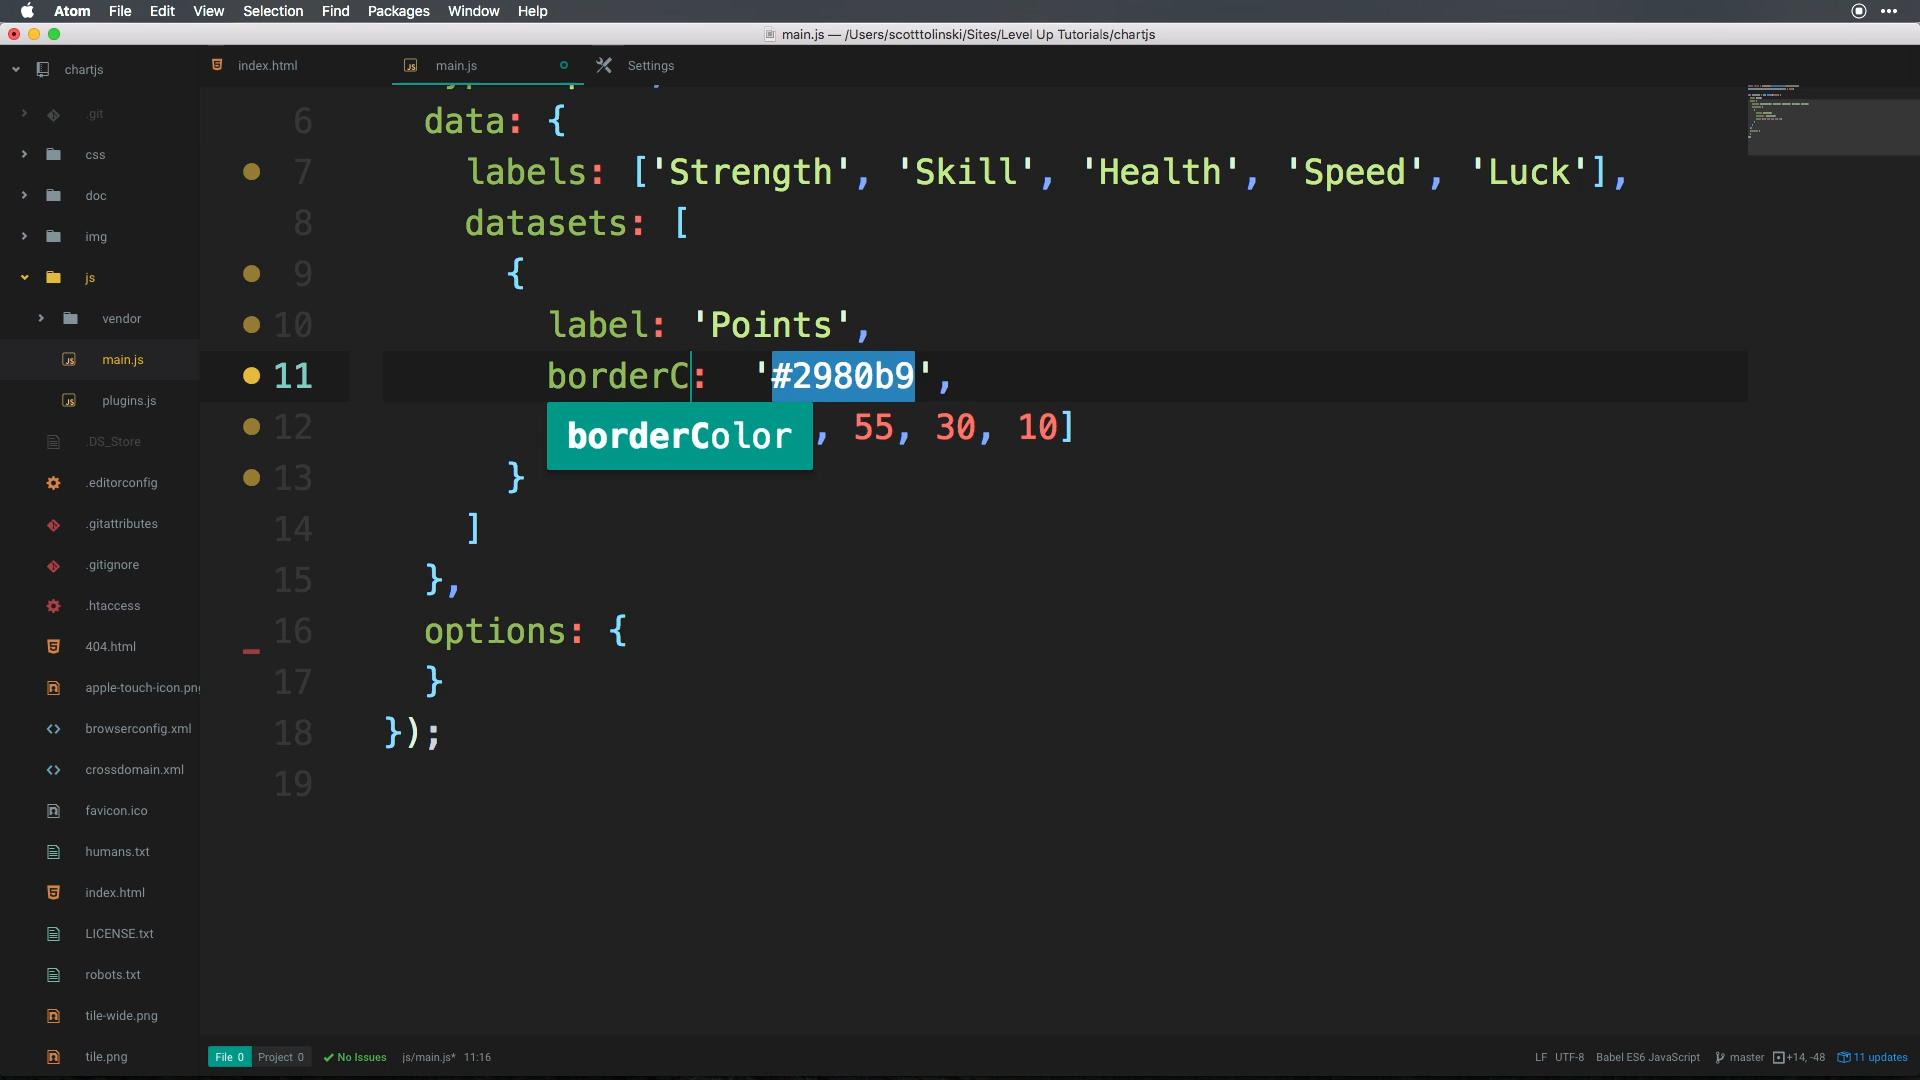 Atom File Edit View Selection Find Packages Window Help
main.js — /Users/scotttolinski/Sites/Level Up Tutorials/chartjs
chartjs
index.html
main.js
Settings
.git
css
doc
img
js
vendor
main.js
plugins.js
.DS_Store
.editorconfig
.gitattributes
.gitignore
.htaccess
404.html
apple-touch-icon.pn
browserconfig.xml
crossdomain.xml
favicon.ico
humans.txt
index.html
LICENSE.txt
robots.txt
tile-wide.png
tile.png
6 data: {
7 labels: ['Strength', 'Skill', 'Health', 'Speed', 'Luck'],
8 datasets: [
9 {
10 label: 'Points',
11 borderC: '#2980b9',
borderColor
12 , 55, 30, 10]
13 }
14 ]
15 },
16 options: {
17 }
18 });
19
File 0 Project 0 No Issues js/main.js* 11:16
LF UTF-8 Babel ES6 JavaScript master +14, -48 11 updates